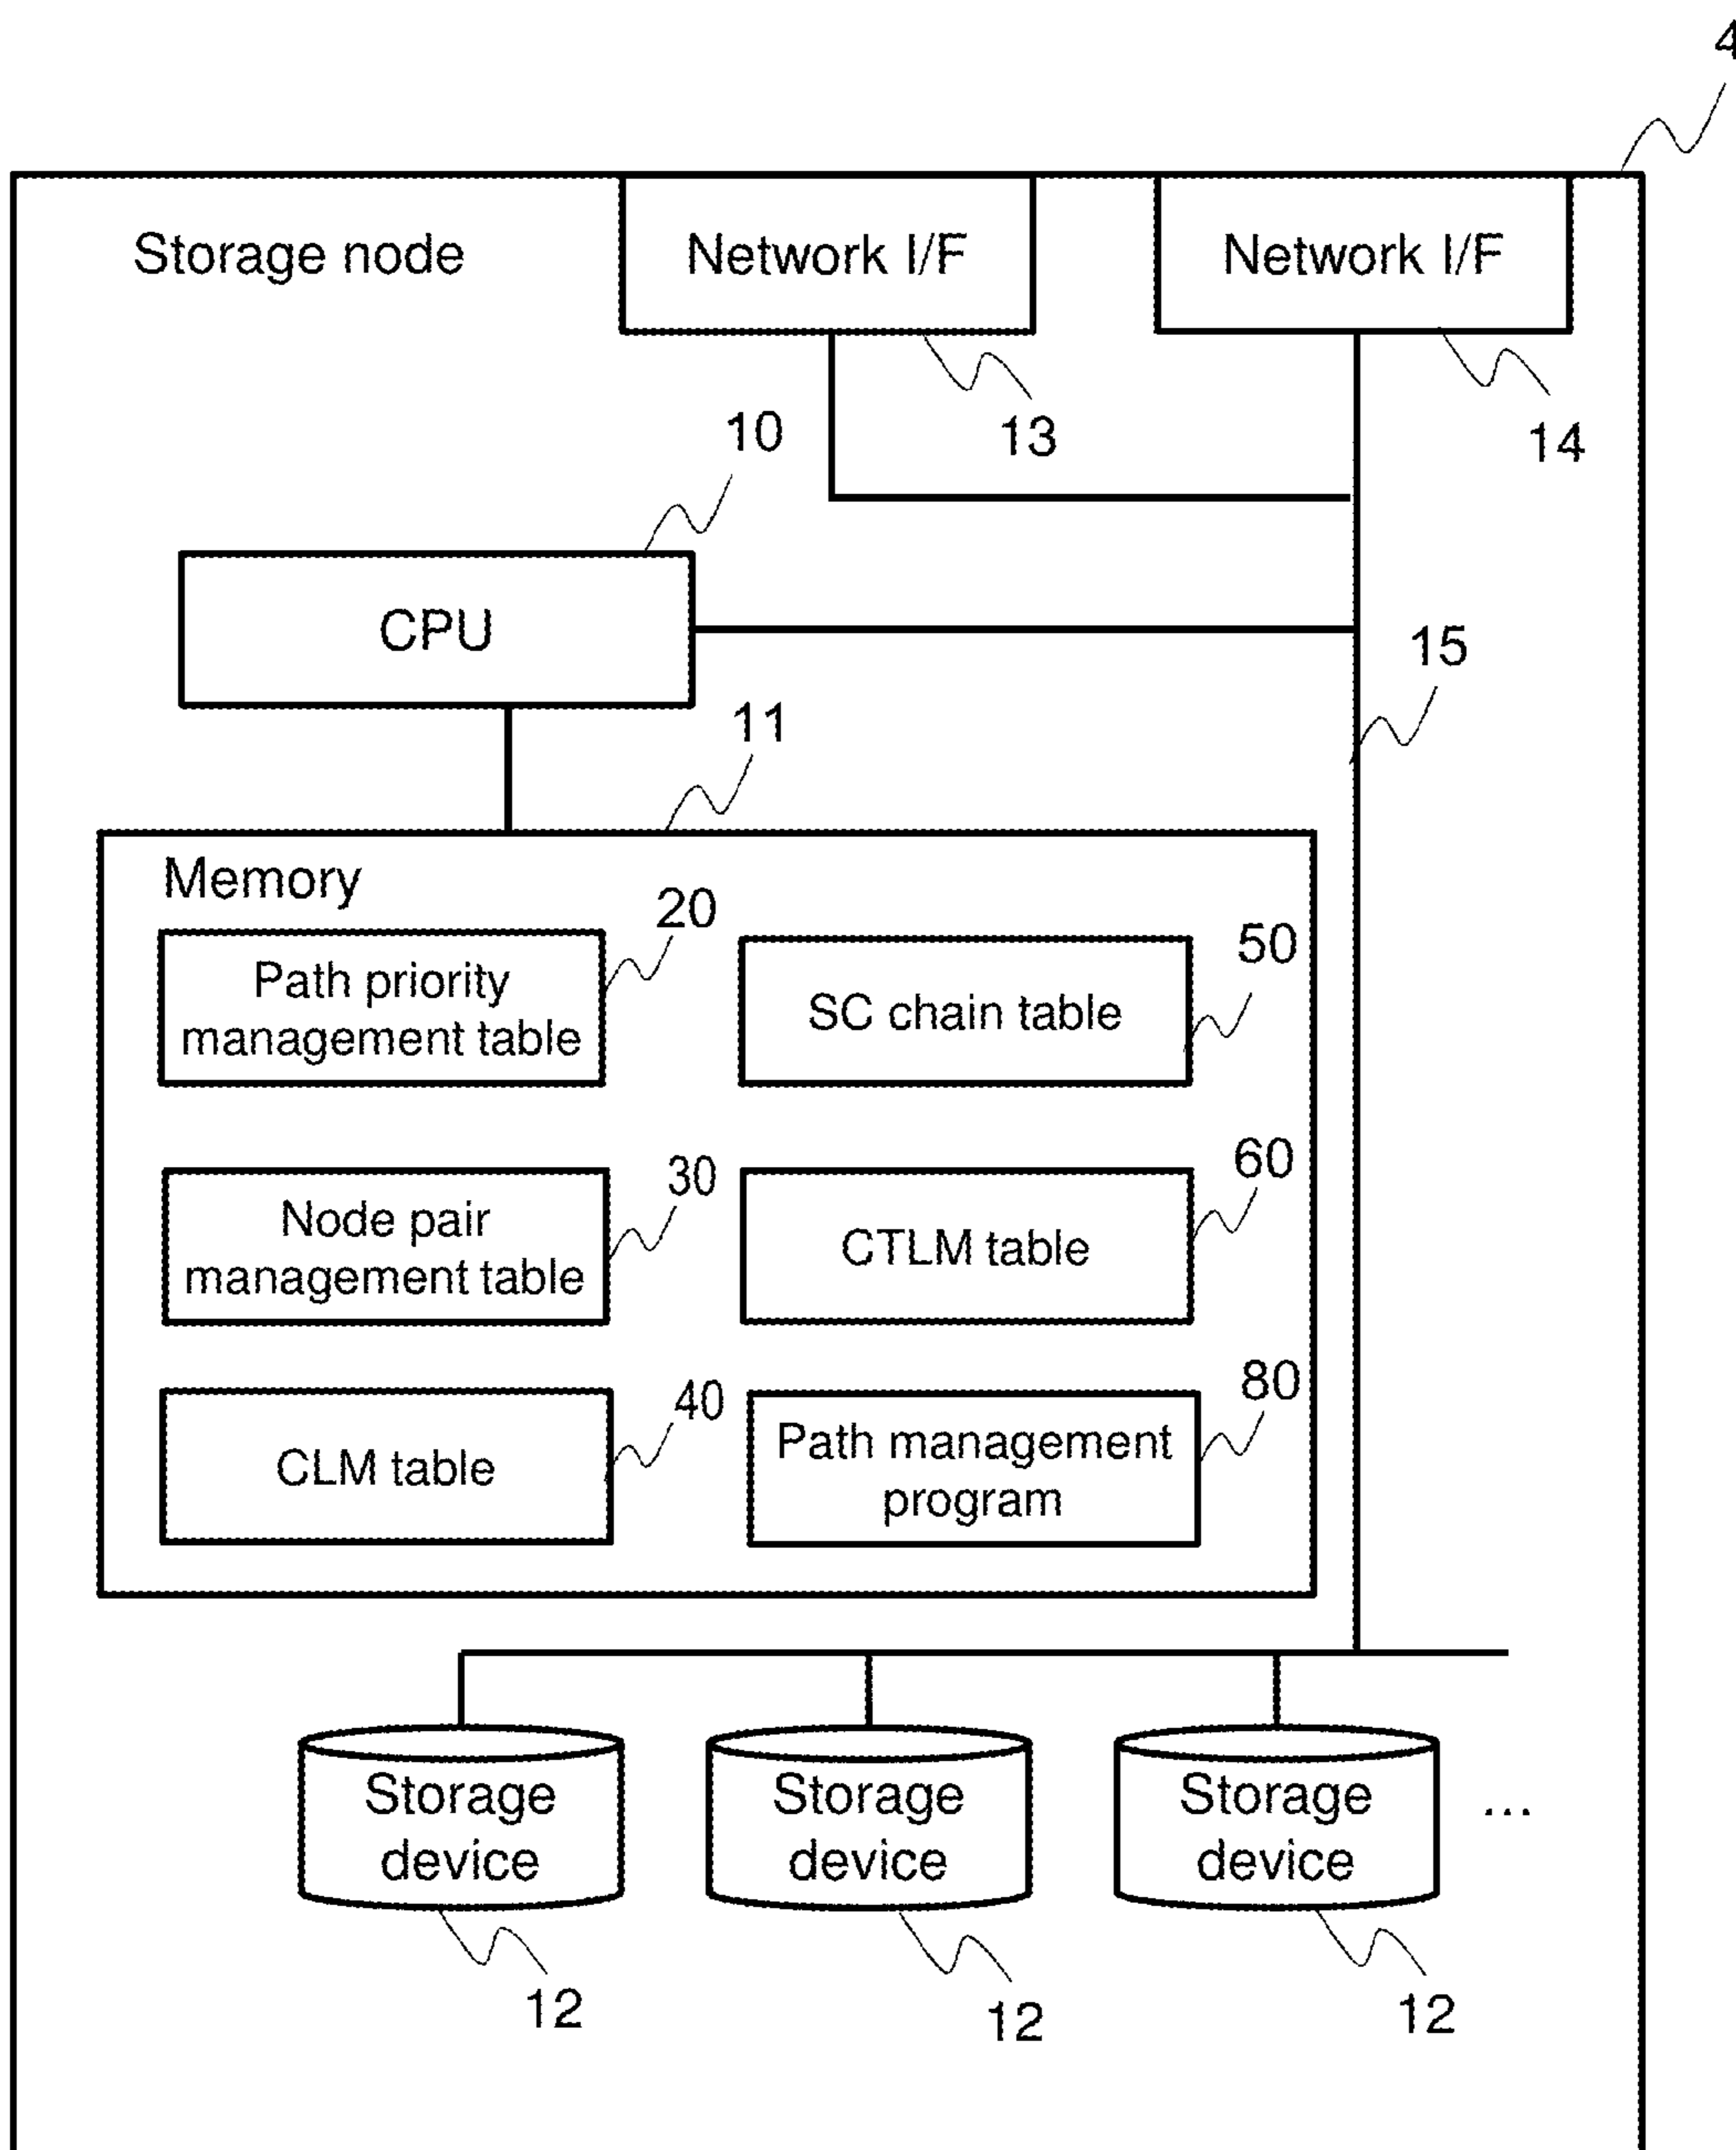 4
Storage node
Network I/F
Network I/F
13
14
10
CPU
15
11
Memory
20
Path priority
management table
50
SC chain table
30
Node pair
management table
60
CTLM table
40
CLM table
80
Path management
program
Storage
device
Storage
device
Storage
device
...
12
12
12